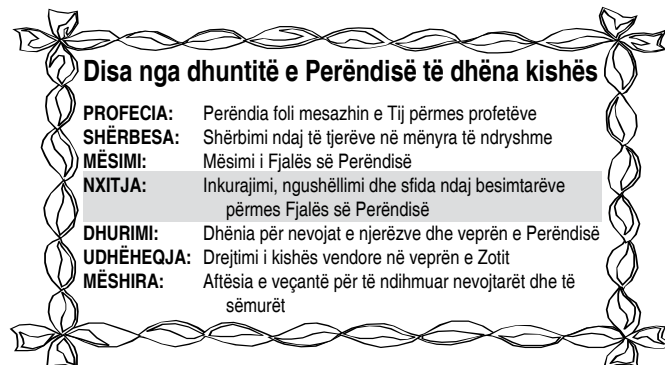 Disa nga dhuntitë e Perëndisë të dhëna kishës
PROFECIA: Perëndia foli mesazhin e Tij përmes profetëve
SHËRBESA: Shërbimi ndaj të tjerëve në mënyra të ndryshme
MËSIMI: Mësimi i Fjalës së Perëndisë
NXITJA: Inkurajimi, ngushëllimi dhe sfida ndaj besimtarëve
përmes Fjalës së Perëndisë
DHURIMI: Dhënia për nevojat e njerëzve dhe veprën e Perëndisë
UDHËHEQJA: Drejtimi i kishës vendore në veprën e Zotit
MËSHIRA: Aftësia e veçantë për të ndihmuar nevojtarët dhe të
sëmurët